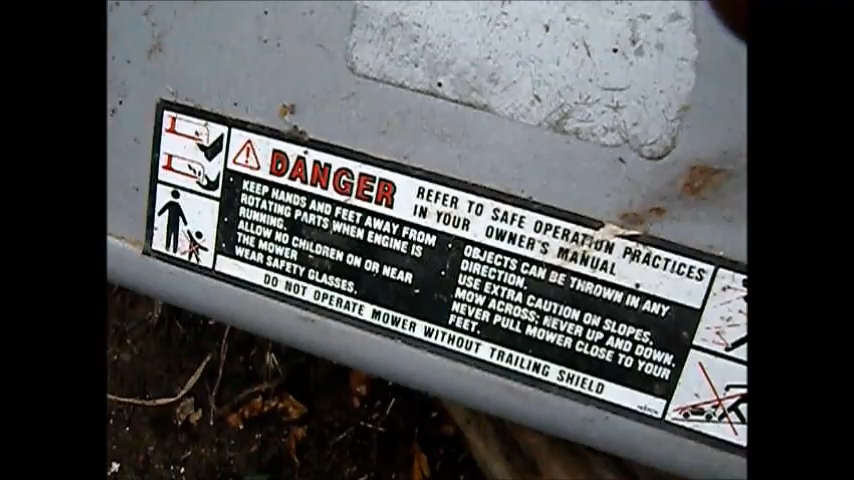 DANGER
REFER TO SAFE OPERATION PRACTICES
IN YOUR OWNER'S MANUAL
KEEP HANDS AND FEET AWAY FROM
ROTATING PARTS WHEN ENGINE IS
RUNNING.
ALLOW NO CHILDREN ON OR NEAR
THE MOWER
WEAR SAFETY GLASSES.
OBJECTS CAN BE THROWN IN ANY
DIRECTION.
USE EXTRA CAUTION ON SLOPES.
MOW ACROSS; NEVER UP AND DOWN.
NEVER PULL MOWER CLOSE TO YOUR
FEET.
DO NOT OPERATE MOWER WITHOUT TRAILING SHIELD